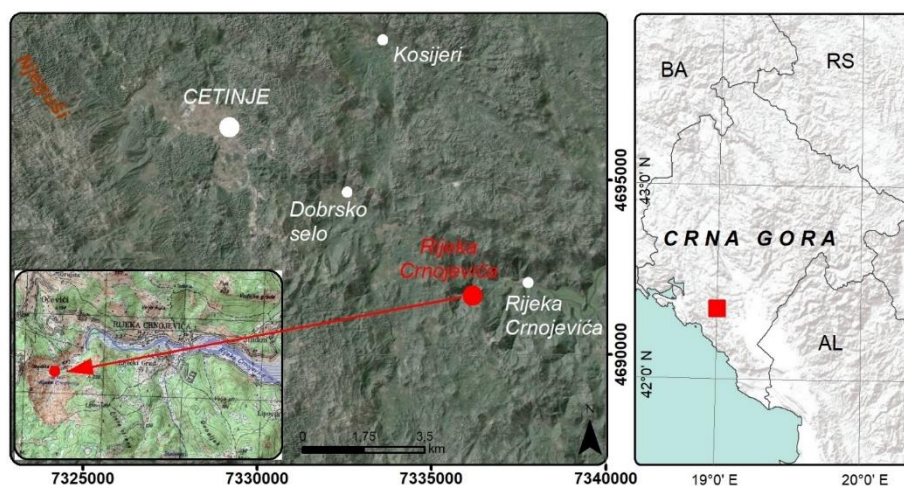 Kosijeri
Njeguši
CETINJE
Dobrsko
selo
Rijeka
Crnojevića
Rijeka
Crnojevića
RIJEKA CRNOJEVIĆA
N
0 1,75 3,5
km
4695000
4690000
7325000 7330000 7335000 7340000
BA
RS
43°0' N
CRNA GORA
AL
42°0' N
19°0' E 20°0' E